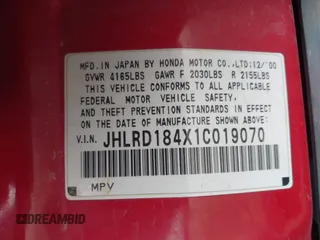 MFD.IN JAPAN BY HONDA MOTOR CO.,LTD:12/'00
GVWR 4165LBS GAWR F 2030LBS R 2155LBS
THIS VEHICLE CONFORMS TO ALL APPLICABLE
FEDERAL MOTOR VEHICLE SAFETY, BUMPER,
AND THEFT PREVENTION STANDARDS IN EFFECT
ON THE DATE OF MANUFACTURE SHOWN ABOVE.
V.I.N. JHLRD184X1C019070
MPV
DREAMBID